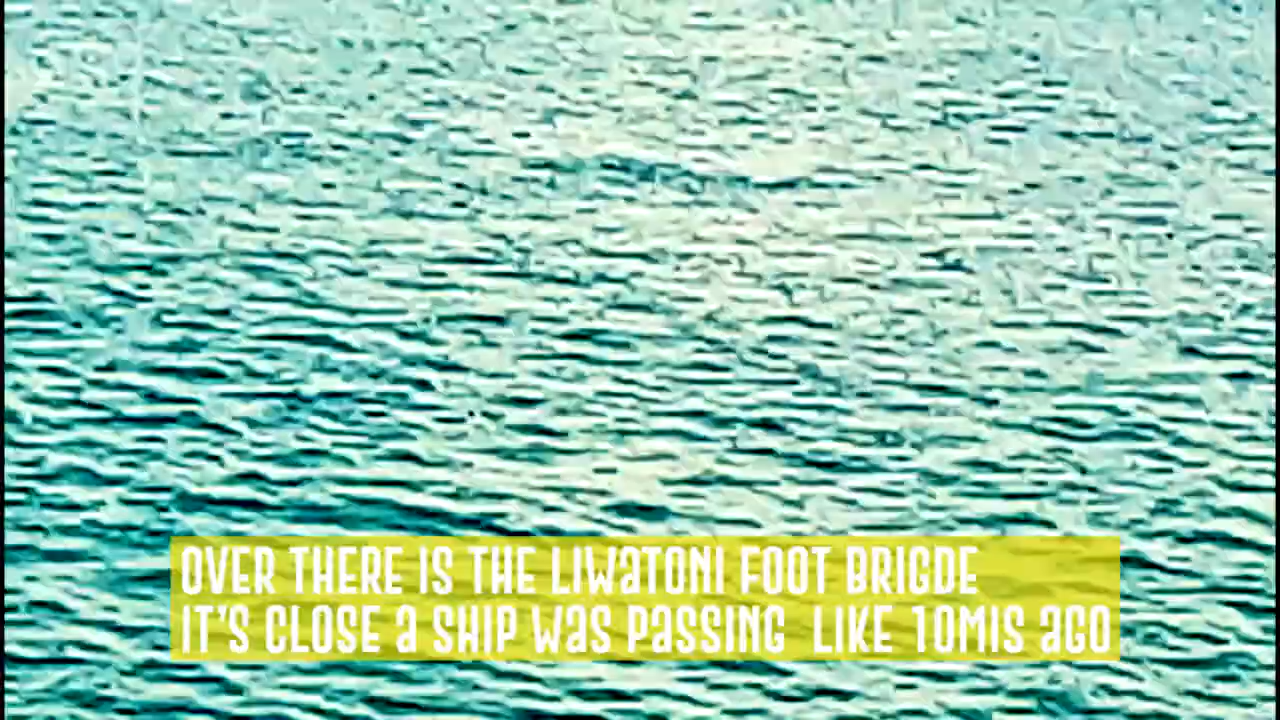 OVER THERE IS THE LIWATONI FOOT BRIGDE
IT'S CLOSE A SHIP WAS PASSING LIKE 10MIS AGO